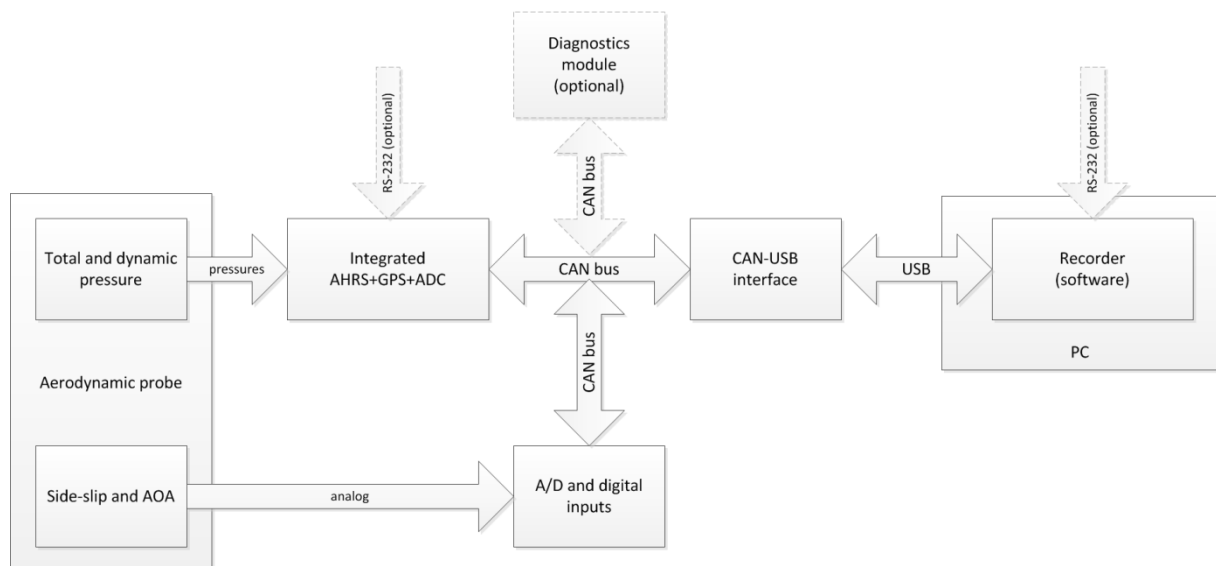 Diagnostics
module
(optional)
RS-232 (optional)
RS-232 (optional)
CAN bus
Total and dynamic
pressure
pressures
Integrated
AHRS+GPS+ADC
CAN bus
CAN-USB
interface
USB
Recorder
(software)
PC
CAN bus
Aerodynamic probe
Side-slip and AOA
analog
A/D and digital
inputs